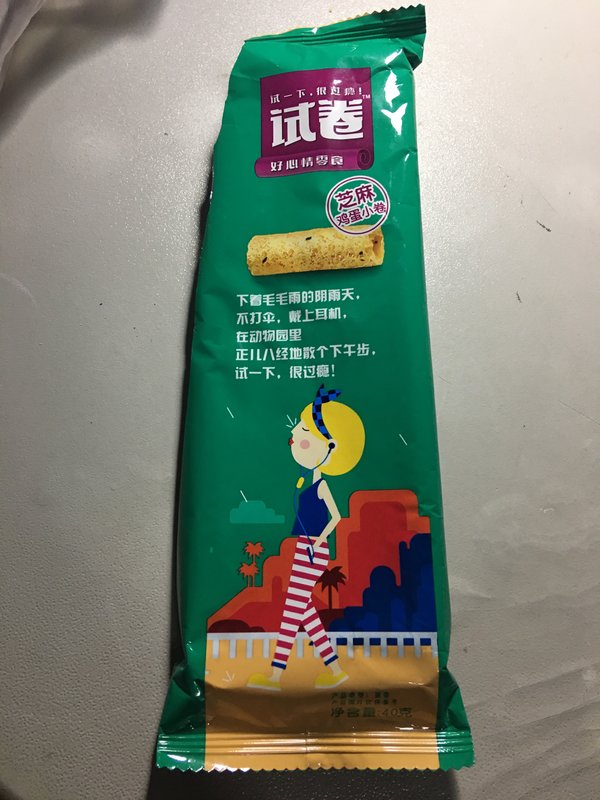 试一下，很过瘾！
试卷™
好心情零食
芝麻
鸡蛋小卷
下着毛毛雨的阴雨天，
不打伞，戴上耳机，
在动物园里
正儿八经地散个下午步，
试一下，很过瘾！
净含量:40克